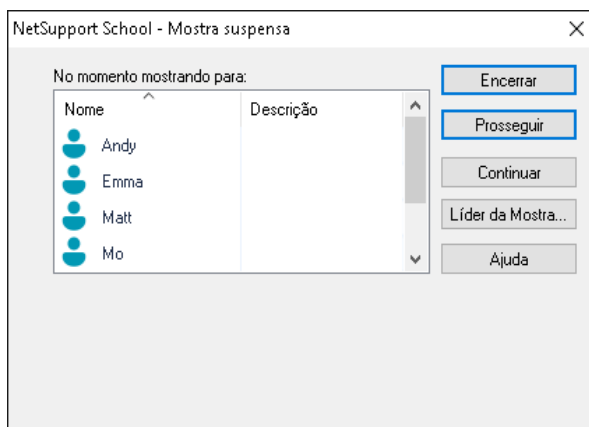 NetSupport School - Mostra suspensa
No momento mostrando para:
Nome Descrição
Andy
Emma
Matt
Mo
Encerrar
Prosseguir
Continuar
Líder da Mostra...
Ajuda